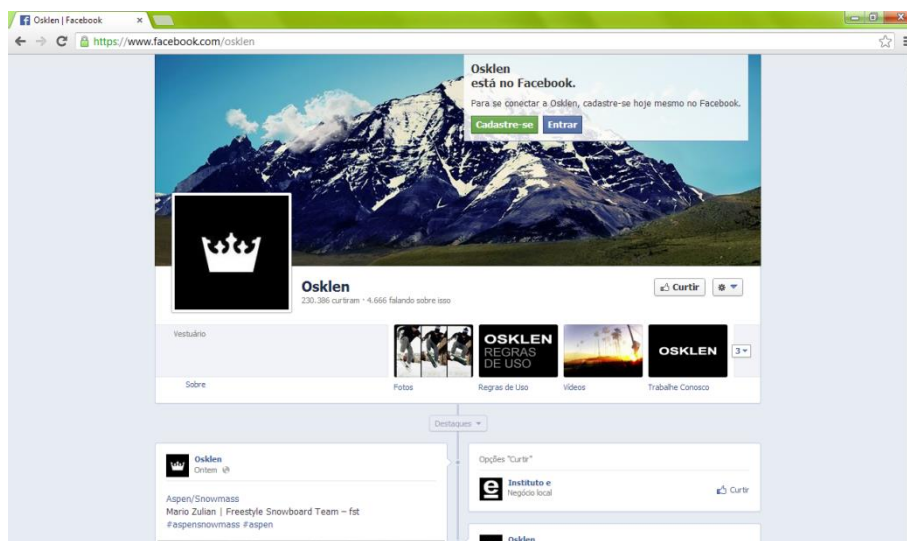 Osklen | Facebook
https://www.facebook.com/osklen
Osklen
está no Facebook.
Para se conectar a Osklen, cadastre-se hoje mesmo no Facebook.
Cadastre-se Entrar
Osklen
230.386 curtiram · 4.666 falando sobre isso
Curtir
Vestuário
Sobre
OSKLEN
REGRAS
DE USO
OSKLEN
3
Fotos
Regras de Uso
Vídeos
Trabalhe Conosco
Destaques
Osklen
Ontem
Aspen/Snowmass
Mario Zulian | Freestyle Snowboard Team – fst
#aspensnowmass #aspen
Opções "Curtir"
Instituto e
Negócio local
Curtir
Osklen